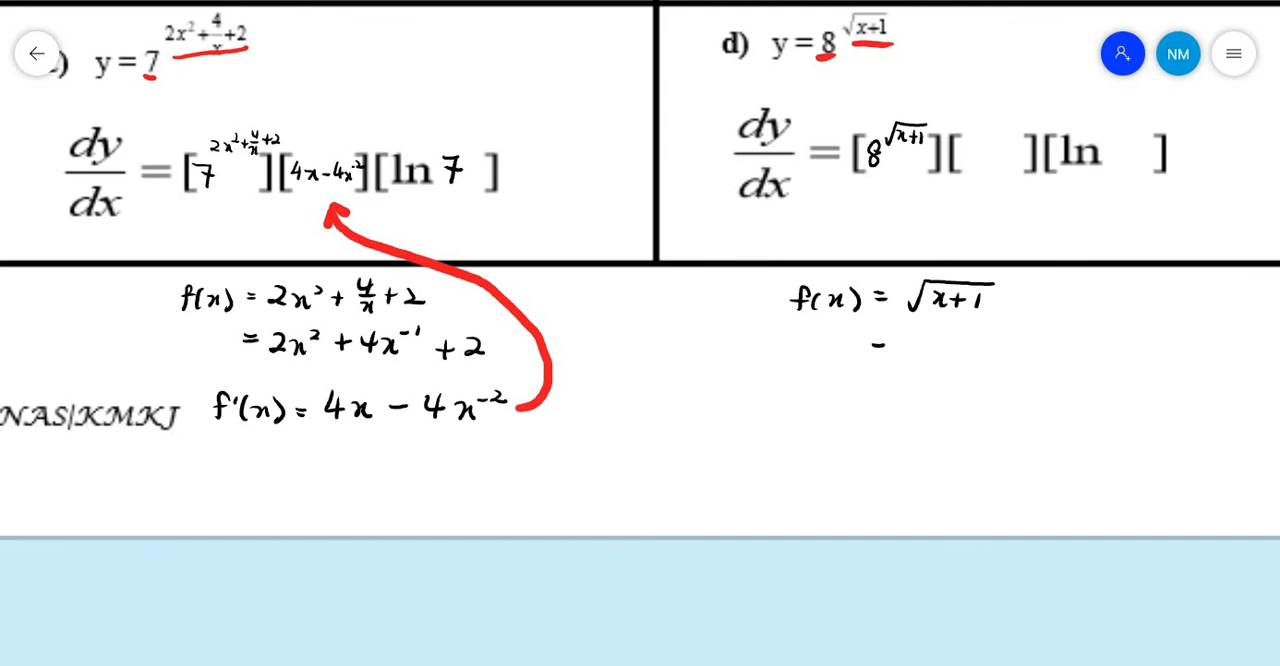 ) y = 7^{2x² + 4/x + 2}
dy/dx = [7^{2x² + 4/x + 2}][4x - 4x^{-2}][ln 7 ]
f(x) = 2x² + 4/x + 2
= 2x² + 4x^{-1} + 2
NAS|KMKJ f'(x) = 4x - 4x^{-2}
d) y = 8^{√(x+1)}
dy/dx = [8^{√(x+1)}][ ][ln ]
f(x) = √(x+1)
=
NM